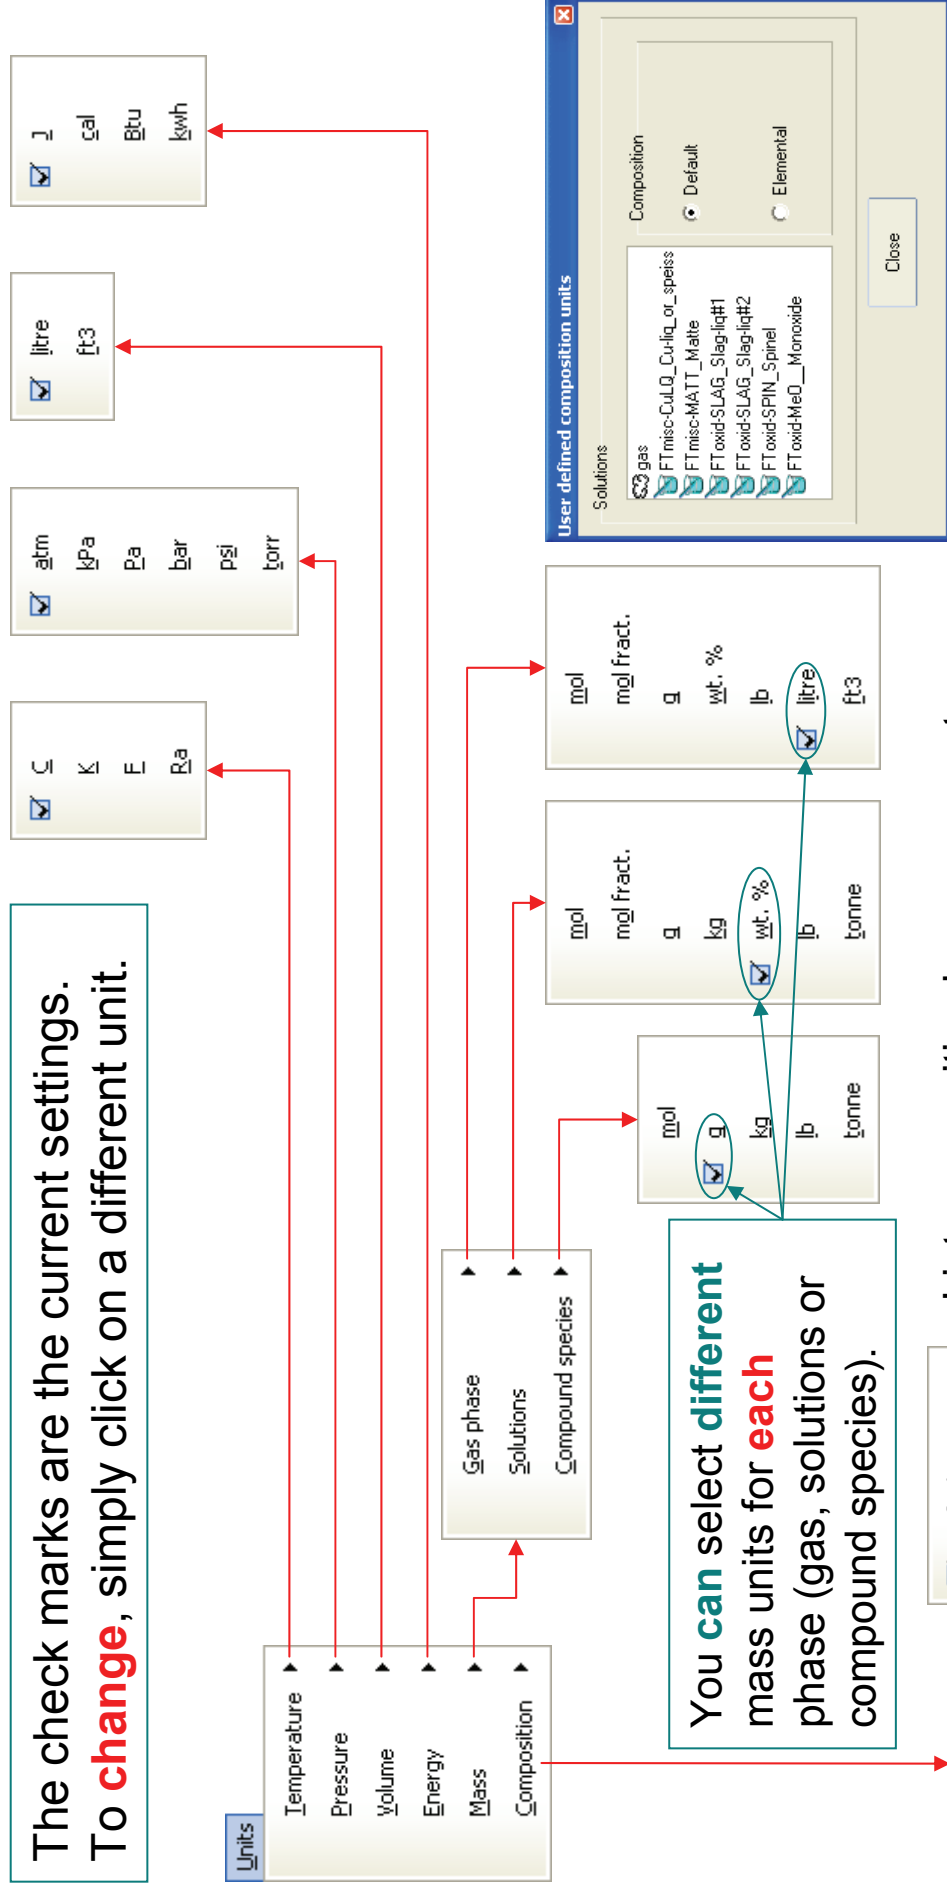 The check marks are the current settings.
To change, simply click on a different unit.
Units
Temperature
Pressure
Volume
Energy
Mass
Composition
C
K
F
Ra
atm
kPa
Pa
bar
psi
torr
litre
ft3
J
cal
Btu
kwh
Gas phase
Solutions
Compound species
mol
g
kg
lb
tonne
mol
mol fract.
g
kg
wt. %
lb
tonne
mol
mol fract.
g
wt. %
lb
litre
ft3
You can select different
mass units for each
phase (gas, solutions or
compound species).
User defined composition units
Solutions
gas
FTmisc-CuLQ_Cu-liq_or_speiss
FTmisc-MATT_Matte
FToxid-SLAG_Slag-liq#1
FToxid-SLAG_Slag-liq#2
FToxid-SPIN_Spinel
FToxid-MeO__Monoxide
Composition
Default
Elemental
Close